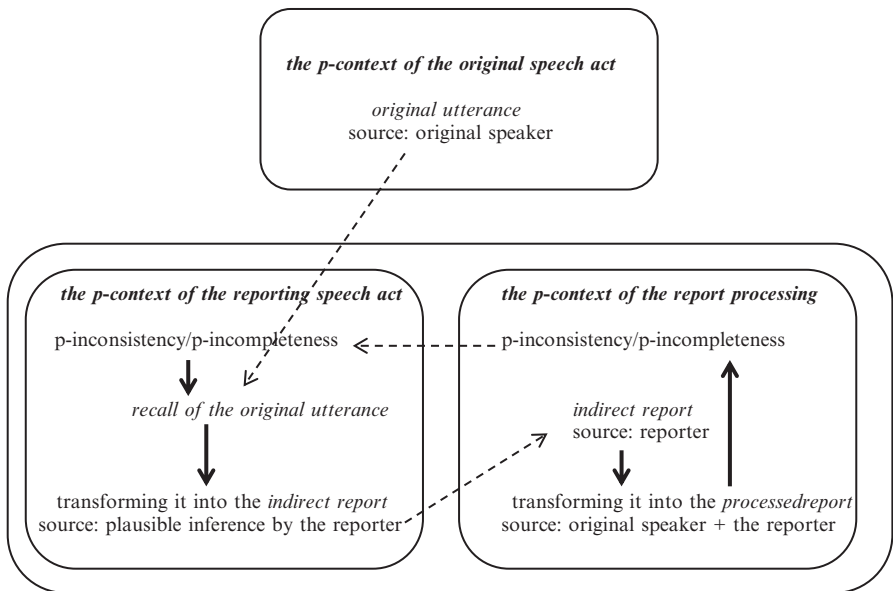 the p-context of the original speech act
original utterance
source: original speaker
the p-context of the reporting speech act
p-inconsistency/p-incompleteness
recall of the original utterance
transforming it into the indirect report
source: plausible inference by the reporter
the p-context of the report processing
p-inconsistency/p-incompleteness
indirect report
source: reporter
transforming it into the processedreport
source: original speaker + the reporter